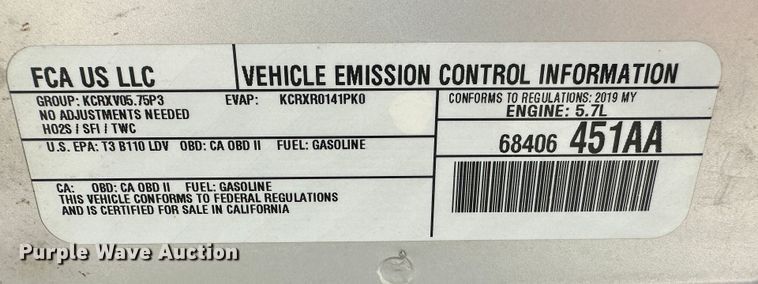 FCA US LLC
VEHICLE EMISSION CONTROL INFORMATION
GROUP: KCRXV05.75P3 EVAP: KCRXR0141PK0
NO ADJUSTMENTS NEEDED
HO2S / SFI / TWC
CONFORMS TO REGULATIONS: 2019 MY
ENGINE: 5.7L
68406 451AA
U.S. EPA: T3 B110 LDV OBD: CA OBD II FUEL: GASOLINE
CA: OBD: CA OBD II FUEL: GASOLINE
THIS VEHICLE CONFORMS TO FEDERAL REGULATIONS
AND IS CERTIFIED FOR SALE IN CALIFORNIA
Purple Wave Auction